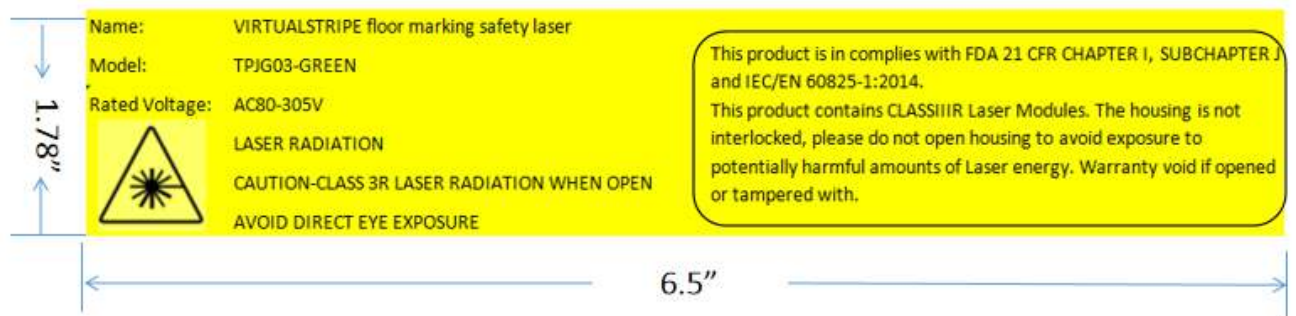 Name: VIRTUALSTRIPE floor marking safety laser
Model: TPJG03-GREEN
Rated Voltage: AC80-305V
LASER RADIATION
CAUTION-CLASS 3R LASER RADIATION WHEN OPEN
AVOID DIRECT EYE EXPOSURE
This product is in complies with FDA 21 CFR CHAPTER I, SUBCHAPTER J
and IEC/EN 60825-1:2014.
This product contains CLASSIIIR Laser Modules. The housing is not
interlocked, please do not open housing to avoid exposure to
potentially harmful amounts of Laser energy. Warranty void if opened
or tampered with.
1.78"
6.5"